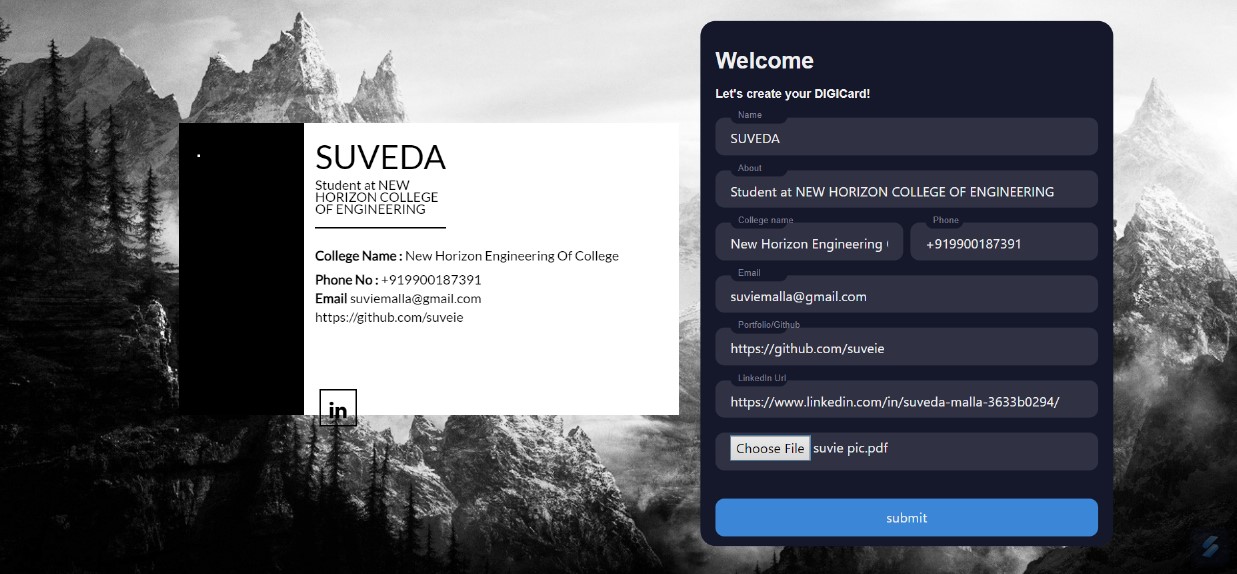 SUVEDA
Student at NEW
HORIZON COLLEGE
OF ENGINEERING
College Name : New Horizon Engineering Of College
Phone No : +919900187391
Email suviemalla@gmail.com
https://github.com/suveie
in
Welcome
Let's create your DIGICard!
Name
SUVEDA
About
Student at NEW HORIZON COLLEGE OF ENGINEERING
College name
New Horizon Engineering
Phone
+919900187391
Email
suviemalla@gmail.com
Portfolio/Github
https://github.com/suveie
LinkedIn Url
https://www.linkedin.com/in/suveda-malla-3633b0294/
Choose File suvie pic.pdf
submit